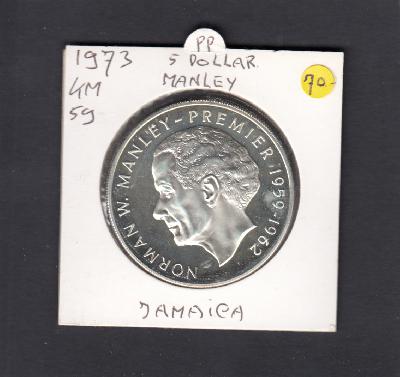 PP
1973 5 DOLLAR
KM MANLEY
59
70-
NORMAN W. MANLEY-PREMIER 1959-1962
JAMAICA